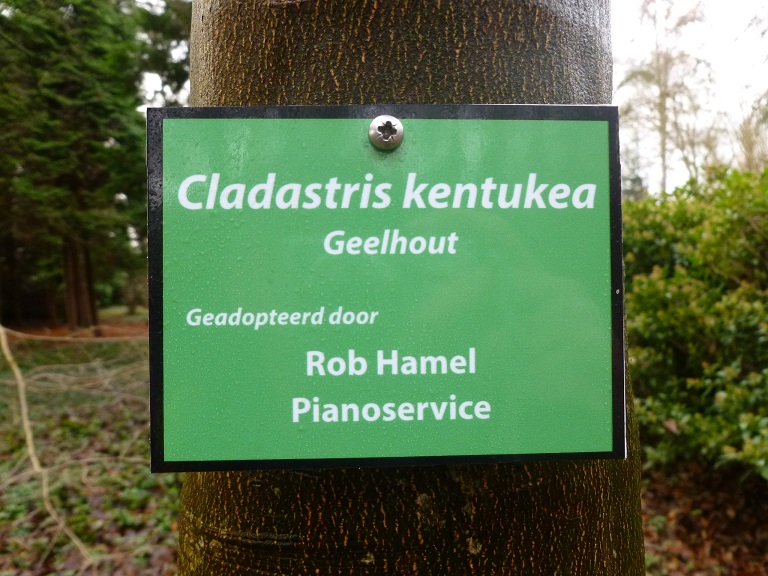 Cladastris kentukea
Geelhout
Geadopteerd door
Rob Hamel
Pianoservice